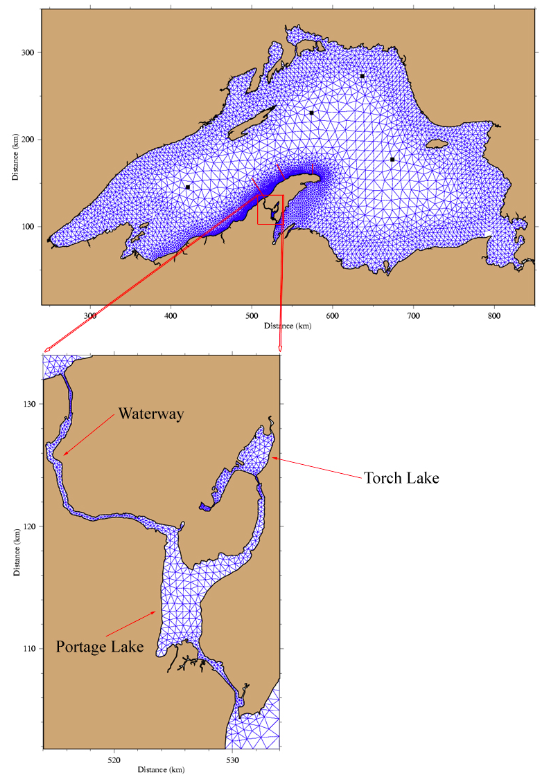 Distance (km)
300
200
100
300
400
500
600
700
800
Distance (km)
Distance (km)
130
120
110
520
530
Distance (km)
Waterway
Torch Lake
Portage Lake